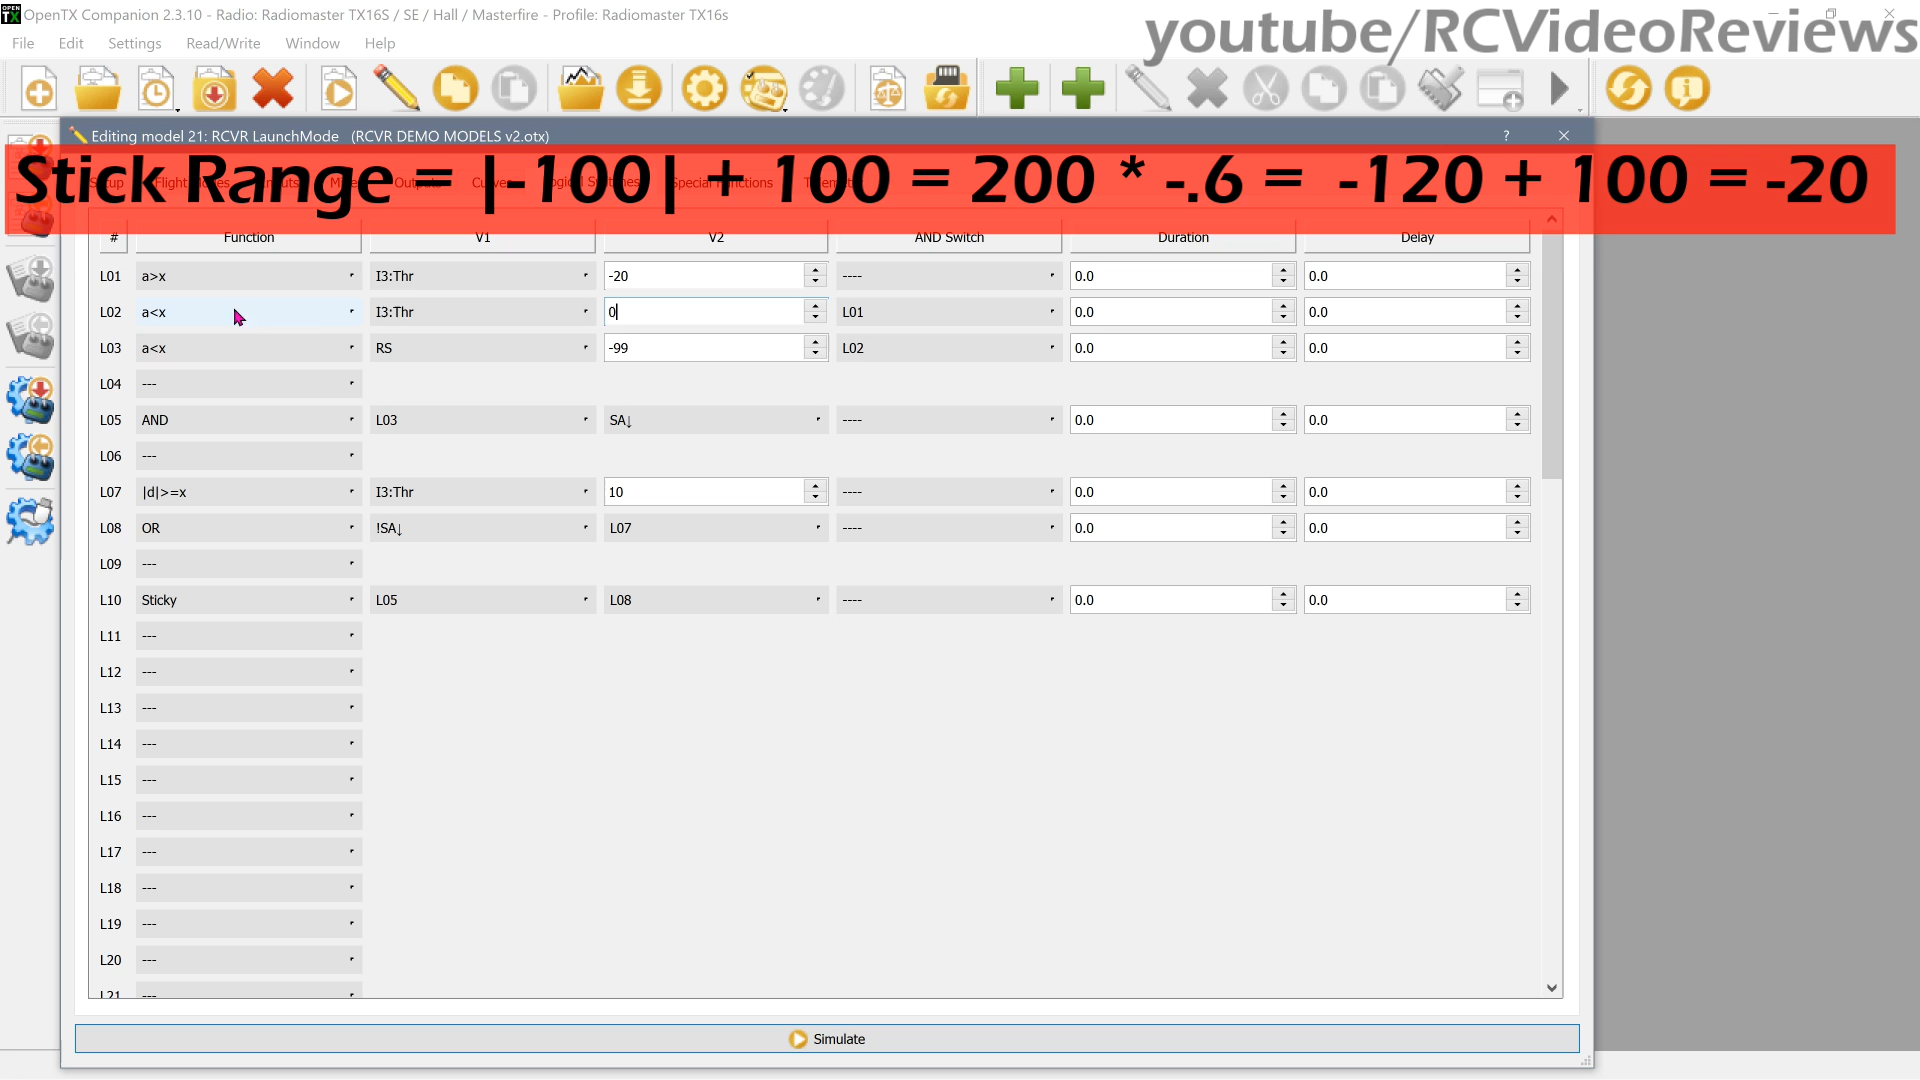 OPEN TX OpenTX Companion 2.3.10 - Radio: Radiomaster TX16S / SE / Hall / Masterfire - Profile: Radiomaster TX16s
youtube/RCVideoReviews
File Edit Settings Read/Write Window Help
Editing model 21: RCVR LaunchMode (RCVR DEMO MODELS v2.otx) ?
Stick Range = |-100| + 100 = 200 * -.6 = -120 + 100 = -20
# Function V1 V2 AND Switch Duration Delay
L01 a>x I3:Thr -20 ---- 0.0 0.0
L02 a<x I3:Thr 0 L01 0.0 0.0
L03 a<x RS -99 L02 0.0 0.0
L04 ---
L05 AND L03 SA↓ ---- 0.0 0.0
L06 ---
L07 |d|>=x I3:Thr 10 ---- 0.0 0.0
L08 OR !SA↓ L07 ---- 0.0 0.0
L09 ---
L10 Sticky L05 L08 ---- 0.0 0.0
L11 ---
L12 ---
L13 ---
L14 ---
L15 ---
L16 ---
L17 ---
L18 ---
L19 ---
L20 ---
L21 ---
Simulate